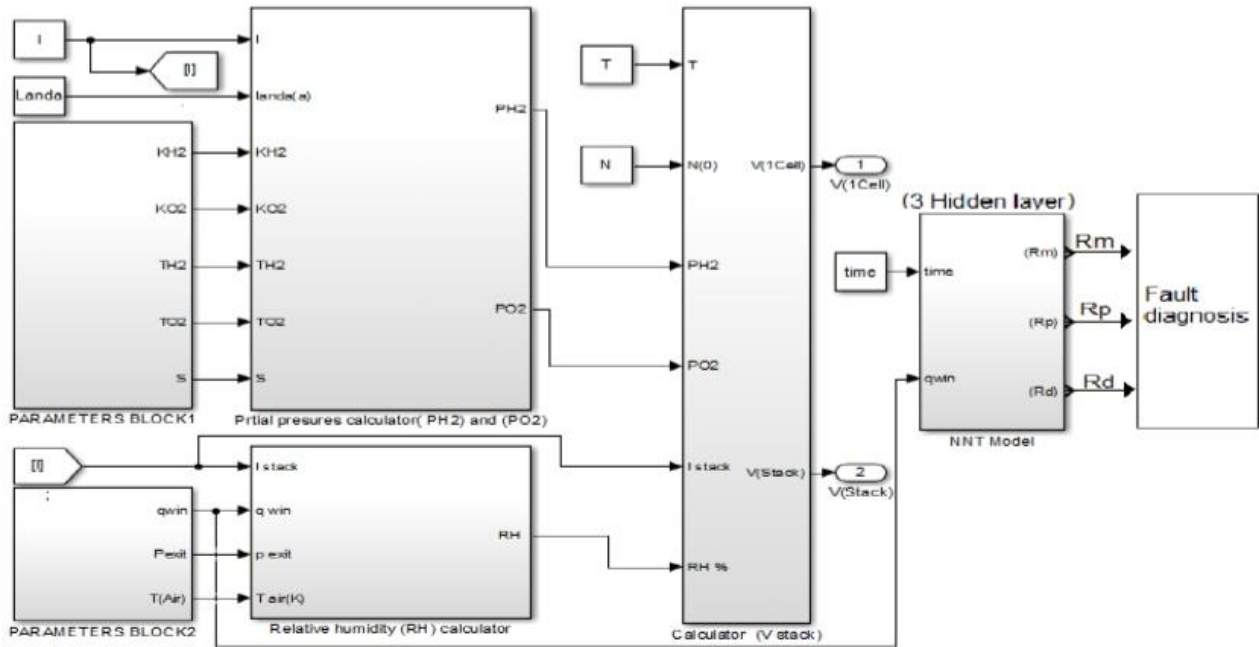 I
[I]
Landa
KH2
KO2
TH2
TO2
S
PARAMETERS BLOCK1
I
landa(a)
KH2
KO2
TH2
TO2
S
PH2
PO2
Prtial presures calculator( PH2) and (PO2)
[I]
;
qwin
Pexit
T(Air)
PARAMETERS BLOCK2
I stack
q win
p exit
T air(K)
RH
Relative humidity (RH) calculator
T
N
T
N(0)
PH2
PO2
I stack
RH %
V(1Cell)
V(Stack)
Calculator (V stack)
1
V(1Cell)
2
V(Stack)
(3 Hidden layer)
time
time
qwin
(Rm)
(Rp)
(Rd)
NNT Model
Rm
Rp
Rd
Fault
diagnosis